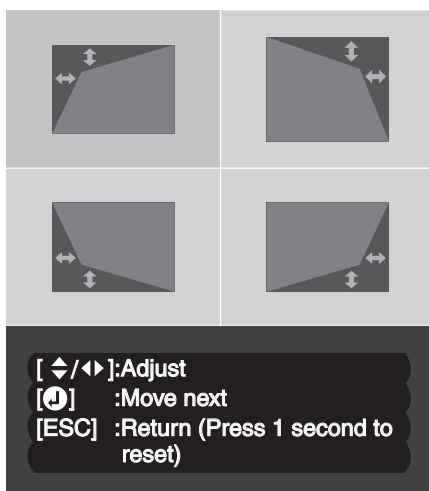 [ ⬍/⬌ ]:Adjust
[↵] :Move next
[ESC] :Return (Press 1 second to
reset)